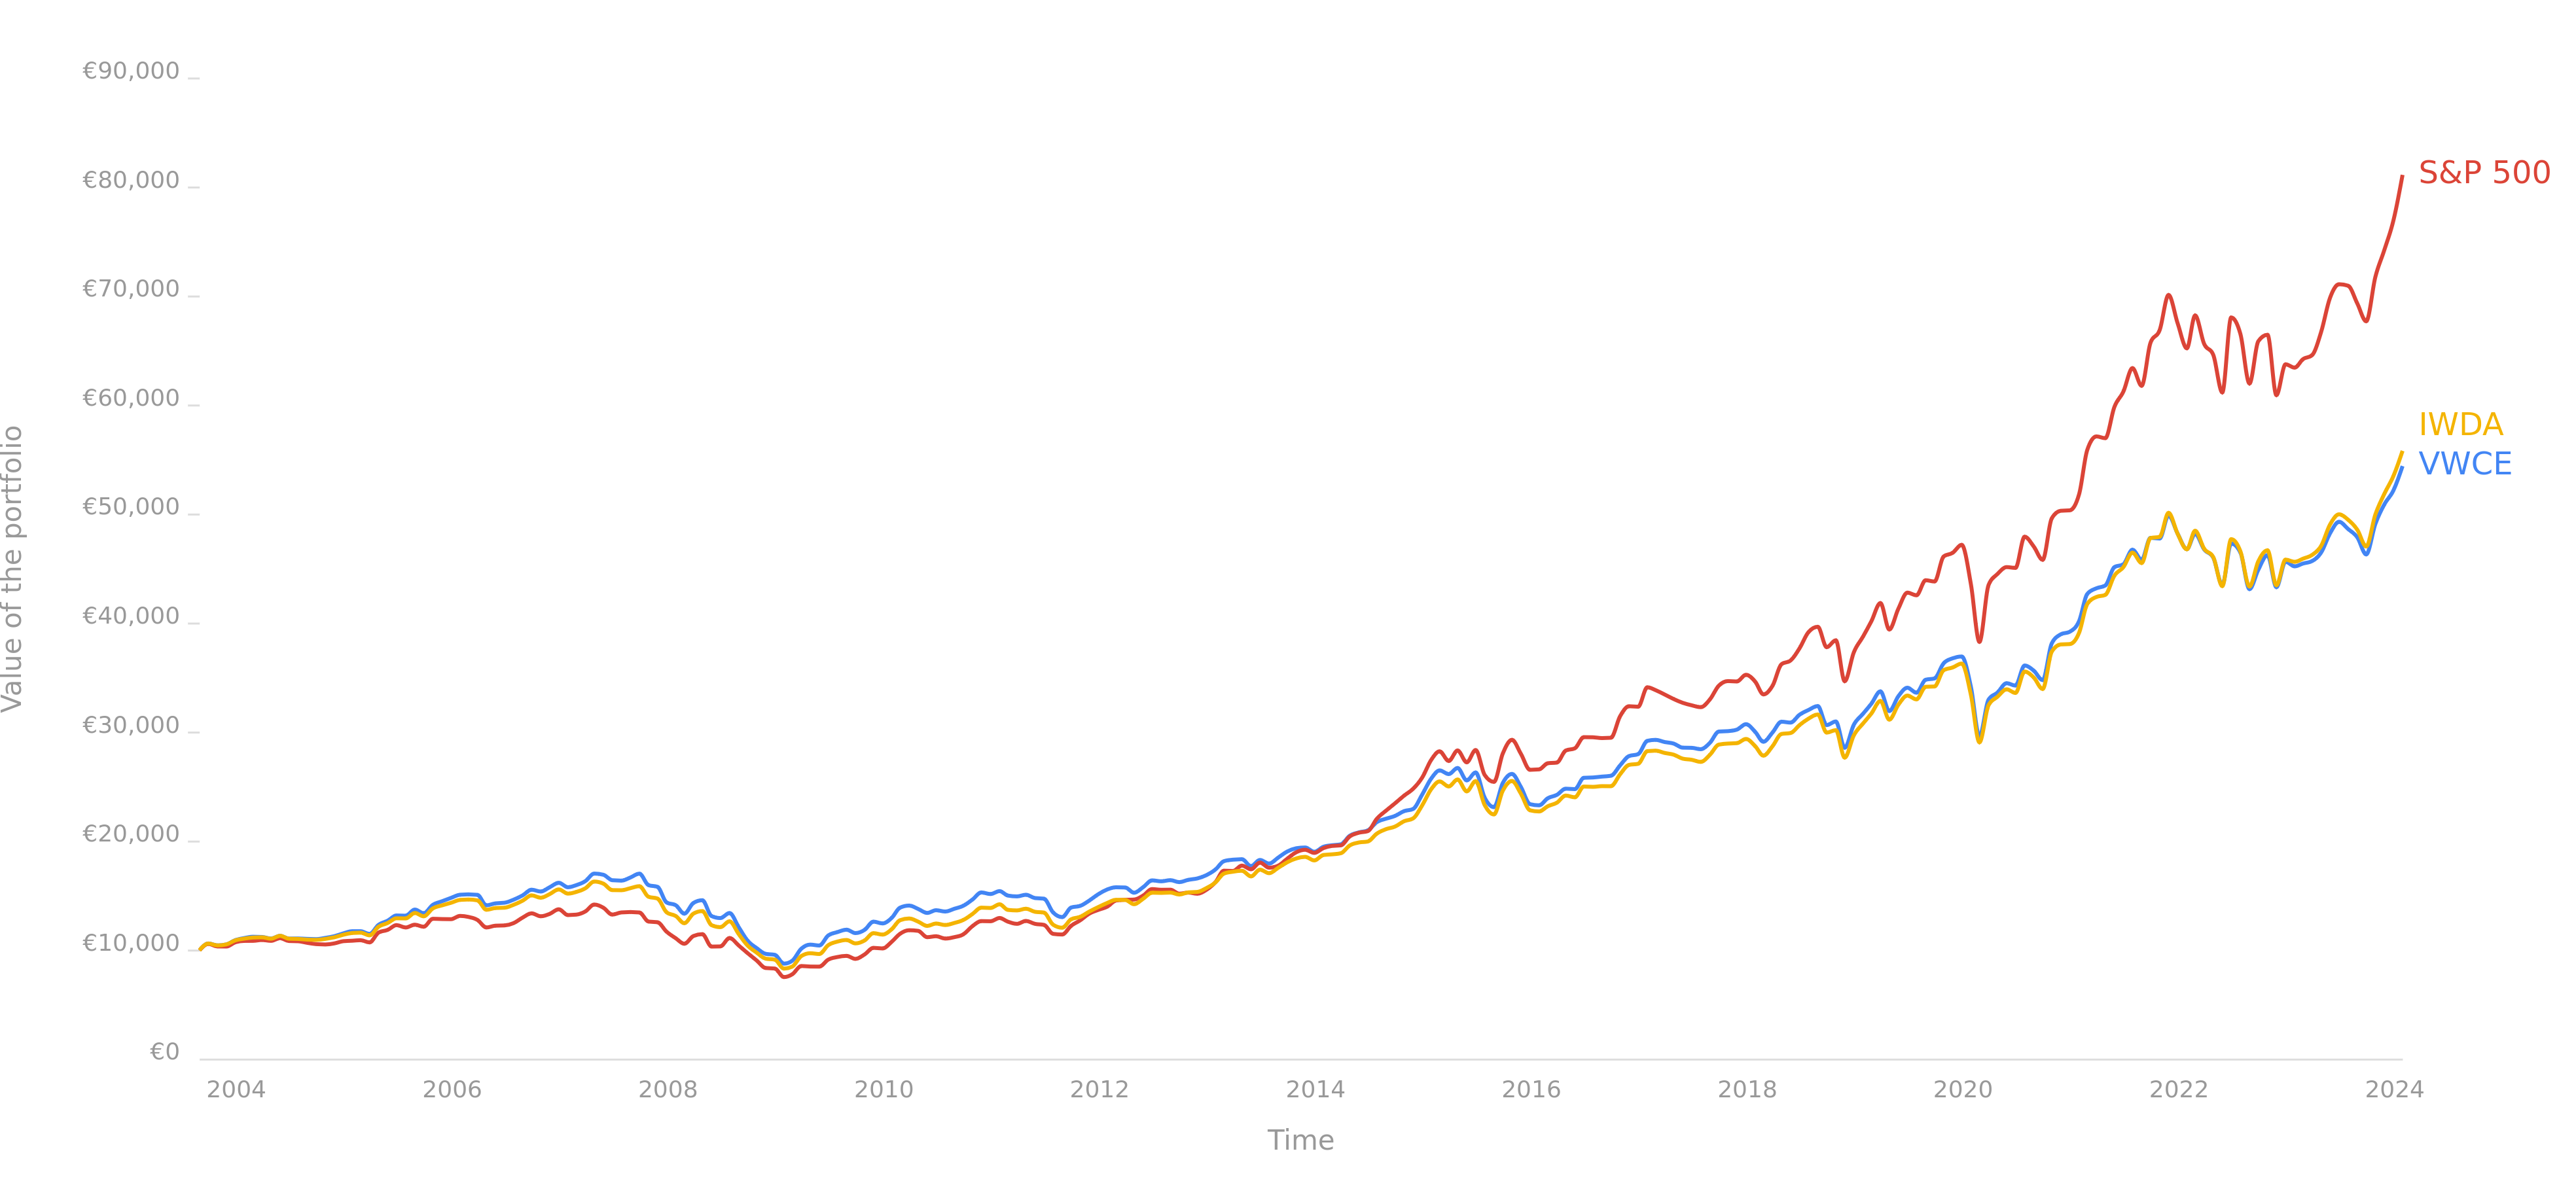 €90,000
€80,000
€70,000
€60,000
€50,000
€40,000
€30,000
€20,000
€10,000
€0
Value of the portfolio
S&P 500
IWDA
VWCE
2004 2006 2008 2010 2012 2014 2016 2018 2020 2022 2024
Time